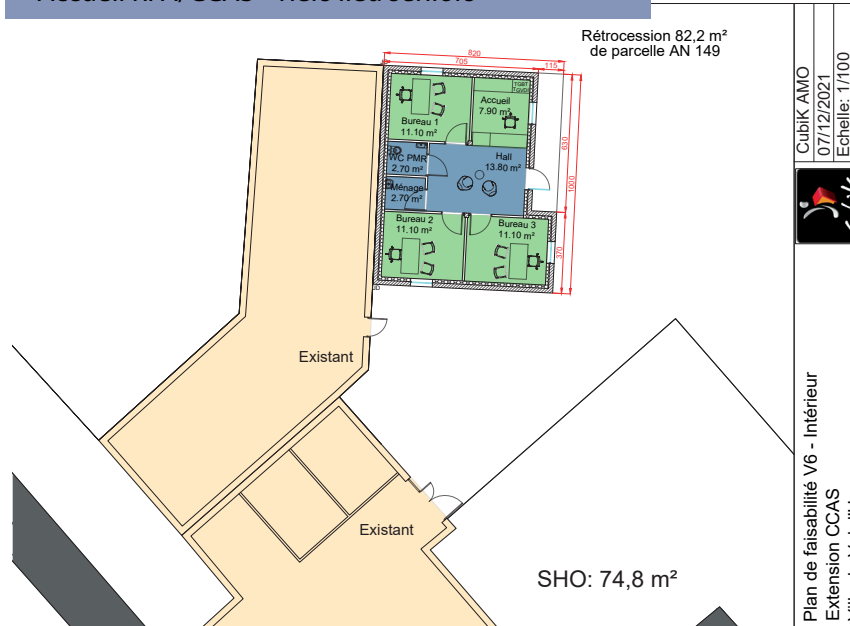 Rétrocession 82,2 m²
de parcelle AN 149
820
705
115
TGBT
Bureau 1
11.10 m²
Accueil
7.90 m²
WC PMR
2.70 m²
Hall
13.80 m²
Ménage
2.70 m²
Bureau 2
11.10 m²
Bureau 3
11.10 m²
630
1000
370
Existant
Existant
SHO: 74,8 m²
CubiK AMO
07/12/2021
Echelle: 1/100
Plan de faisabilité V6 - Intérieur
Extension CCAS